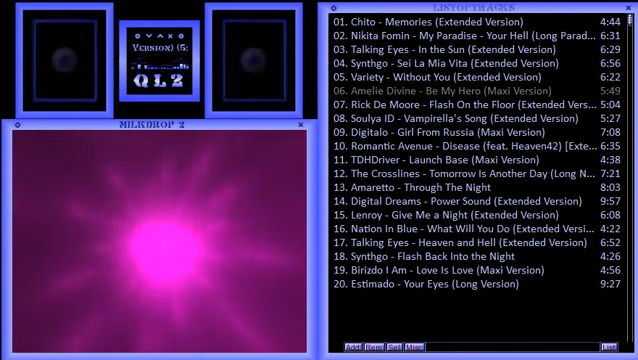 LISTOFTRACKS
VERSION) (5:
MILKDROP 2
01. Chito - Memories (Extended Version) 4:44
02. Nikita Fomin - My Paradise - Your Hell (Long Parad... 6:31
03. Talking Eyes - In the Sun (Extended Version) 6:29
04. Synthgo - Sei La Mia Vita (Extended Version) 6:56
05. Variety - Without You (Extended Version) 6:22
06. Amelie Divine - Be My Hero (Maxi Version) 5:49
07. Rick De Moore - Flash On the Floor (Extended Vers... 5:04
08. Soulya ID - Vampirella's Song (Extended Version) 5:27
09. Digitalo - Girl From Russia (Maxi Version) 7:08
10. Romantic Avenue - Disease (feat. Heaven42) [Exte... 6:35
11. TDHDriver - Launch Base (Maxi Version) 4:38
12. The Crosslines - Tomorrow Is Another Day (Long N... 7:21
13. Amaretto - Through The Night 8:03
14. Digital Dreams - Power Sound (Extended Version) 9:57
15. Lenroy - Give Me a Night (Extended Version) 6:08
16. Nation In Blue - What Will You Do (Extended Versi... 4:22
17. Talking Eyes - Heaven and Hell (Extended Version) 6:52
18. Synthgo - Flash Back Into the Night 4:26
19. Birizdo I Am - Love Is Love (Maxi Version) 4:56
20. Estimado - Your Eyes (Long Version) 9:27
Add Rem Sel Misc List